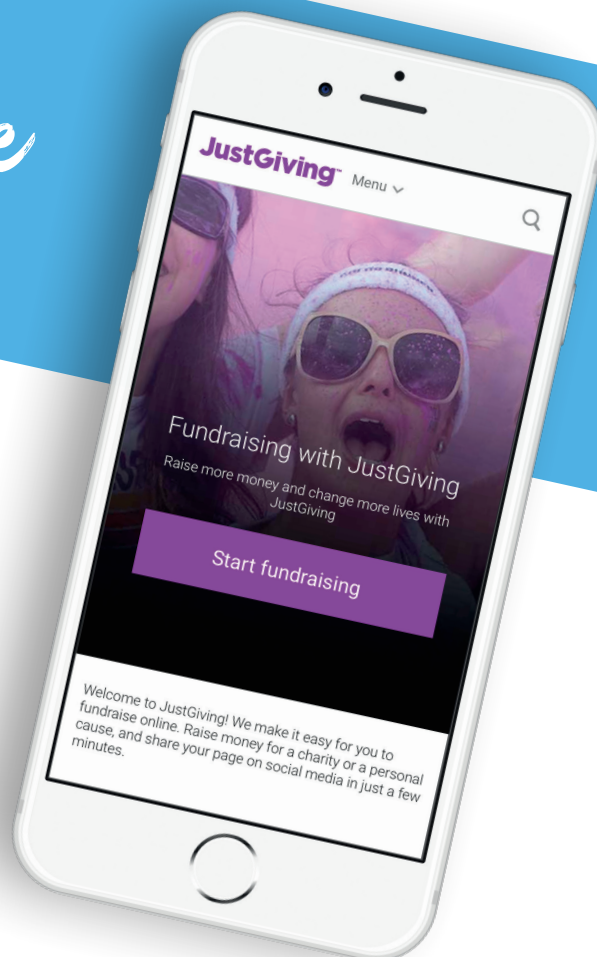 JustGiving™ Menu
Fundraising with JustGiving
Raise more money and change more lives with
JustGiving
Start fundraising
Welcome to JustGiving! We make it easy for you to
fundraise online. Raise money for a charity or a personal
cause, and share your page on social media in just a few
minutes.